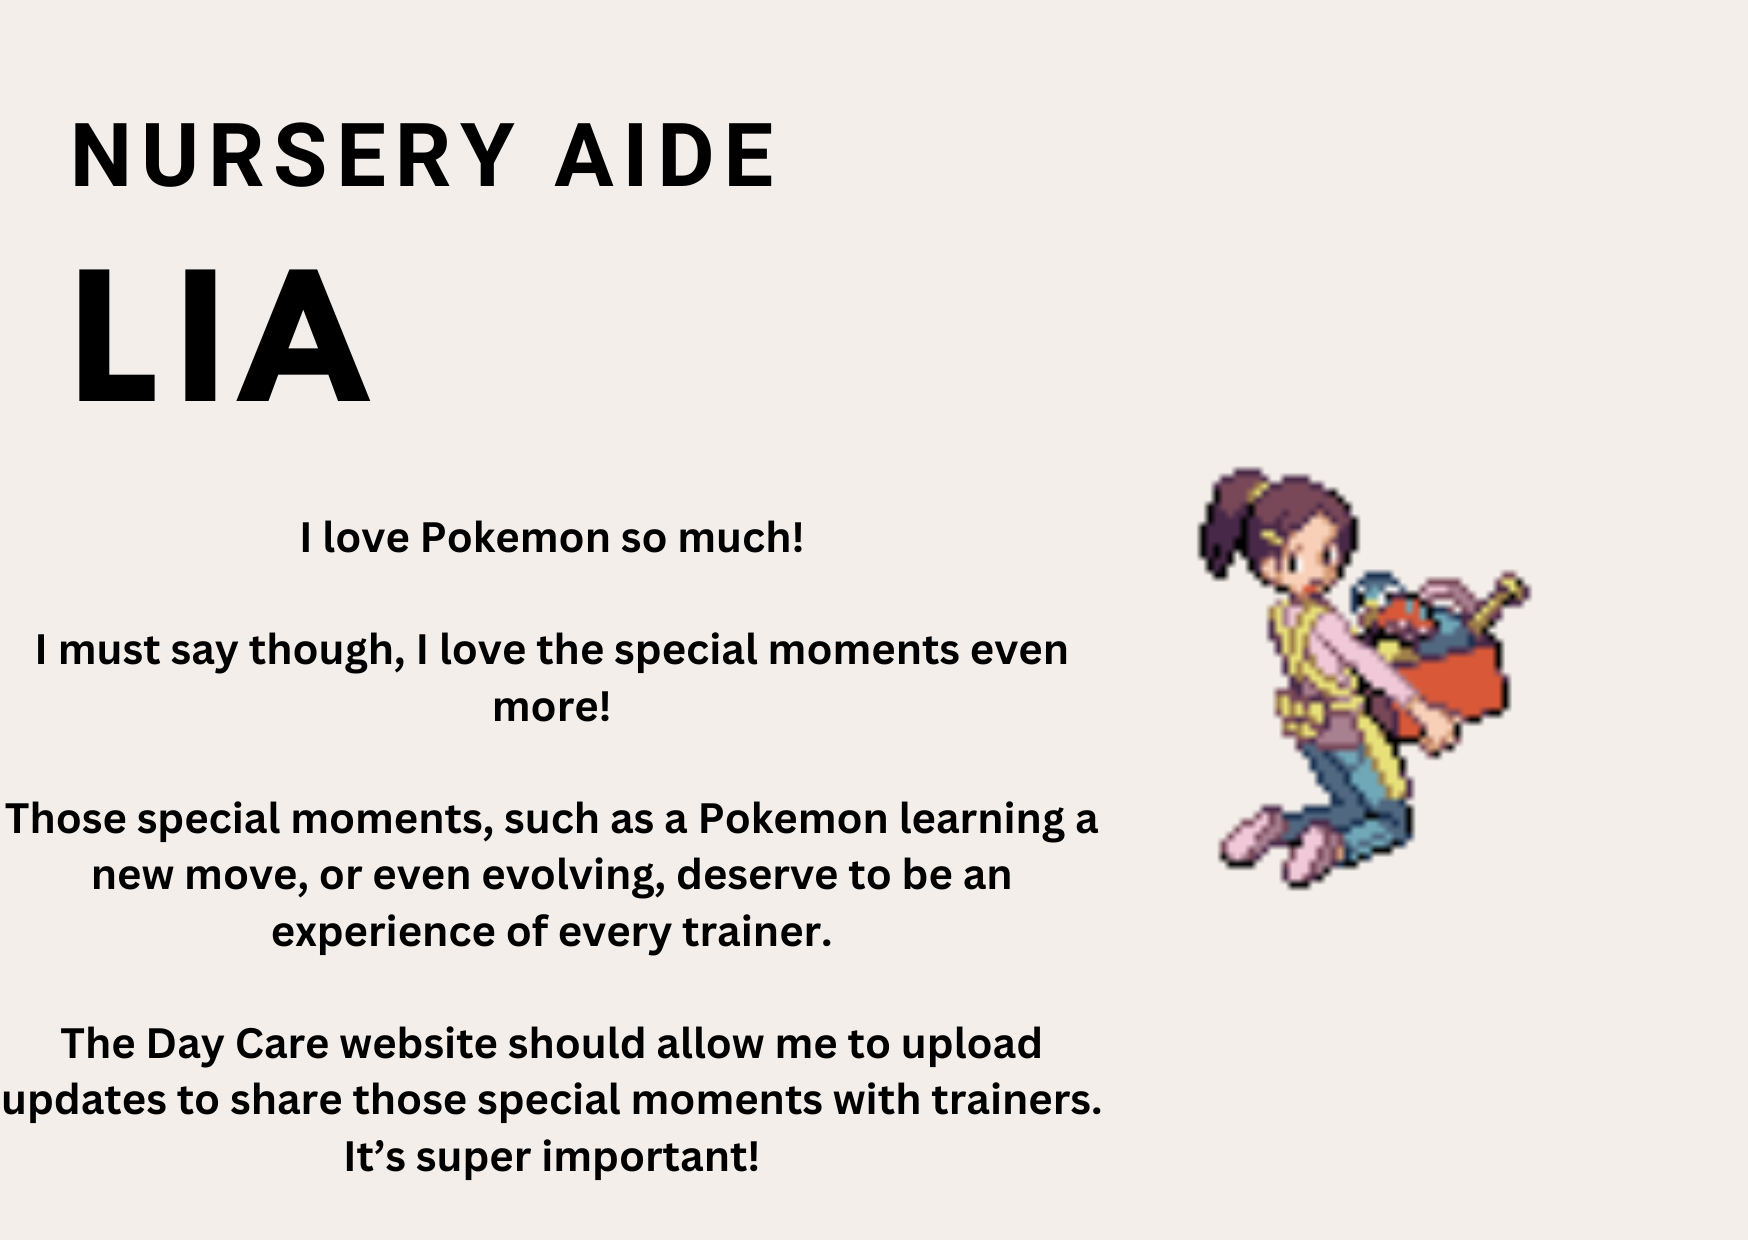 NURSERY AIDE
LIA
I love Pokemon so much!
I must say though, I love the special moments even
more!
Those special moments, such as a Pokemon learning a
new move, or even evolving, deserve to be an
experience of every trainer.
The Day Care website should allow me to upload
updates to share those special moments with trainers.
It’s super important!